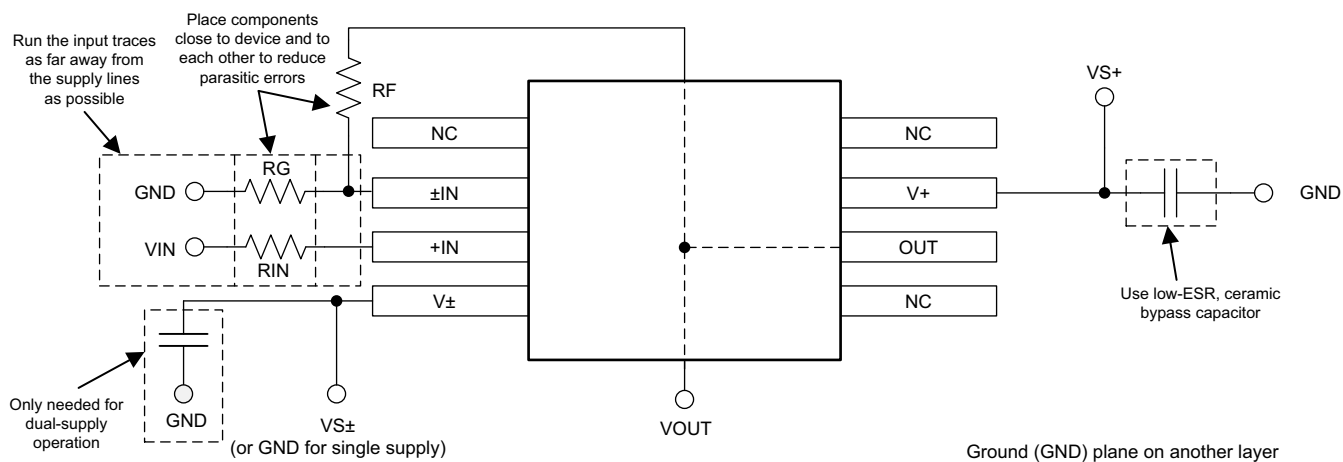 Place components
close to device and to
each other to reduce
parasitic errors
Run the input traces
as far away from
the supply lines
as possible
RF
VS+
NC
NC
RG
GND
±IN
V+
GND
VIN
+IN
OUT
RIN
V±
NC
Use low-ESR, ceramic
bypass capacitor
Only needed for
dual-supply
operation
GND
VS±
(or GND for single supply)
VOUT
Ground (GND) plane on another layer